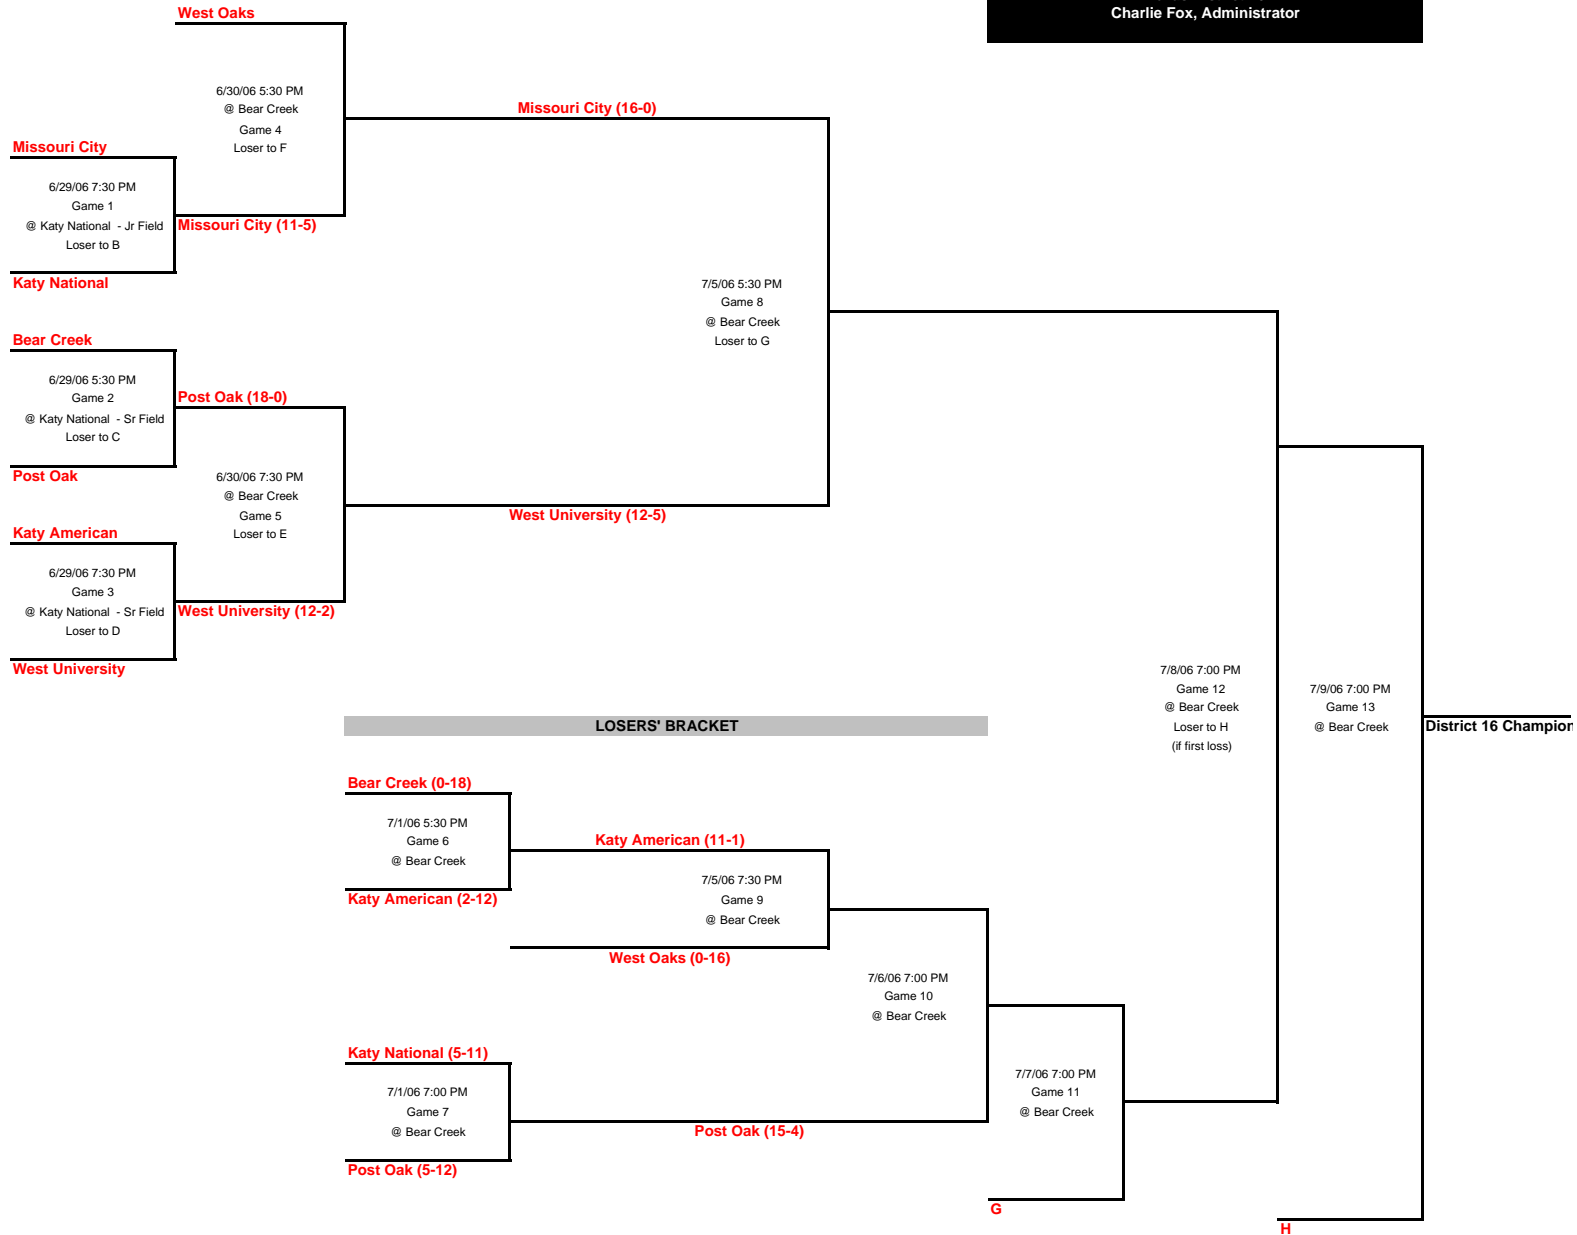 West Oaks
Charlie Fox, Administrator
6/30/06 5:30 PM
@ Bear Creek
Game 4
Loser to F
Missouri City (16-0)
Missouri City
6/29/06 7:30 PM
Game 1
@ Katy National - Jr Field
Loser to B
Missouri City (11-5)
Katy National
7/5/06 5:30 PM
Game 8
@ Bear Creek
Loser to G
Bear Creek
6/29/06 5:30 PM
Game 2
@ Katy National - Sr Field
Loser to C
Post Oak (18-0)
Post Oak
6/30/06 7:30 PM
@ Bear Creek
Game 5
Loser to E
West University (12-5)
Katy American
6/29/06 7:30 PM
Game 3
@ Katy National - Sr Field
Loser to D
West University (12-2)
West University
7/8/06 7:00 PM
Game 12
@ Bear Creek
Loser to H
(if first loss)
7/9/06 7:00 PM
Game 13
@ Bear Creek
District 16 Champion
LOSERS' BRACKET
Bear Creek (0-18)
7/1/06 5:30 PM
Game 6
@ Bear Creek
Katy American (11-1)
Katy American (2-12)
7/5/06 7:30 PM
Game 9
@ Bear Creek
West Oaks (0-16)
7/6/06 7:00 PM
Game 10
@ Bear Creek
Katy National (5-11)
7/1/06 7:00 PM
Game 7
@ Bear Creek
Post Oak (15-4)
Post Oak (5-12)
7/7/06 7:00 PM
Game 11
@ Bear Creek
G
H